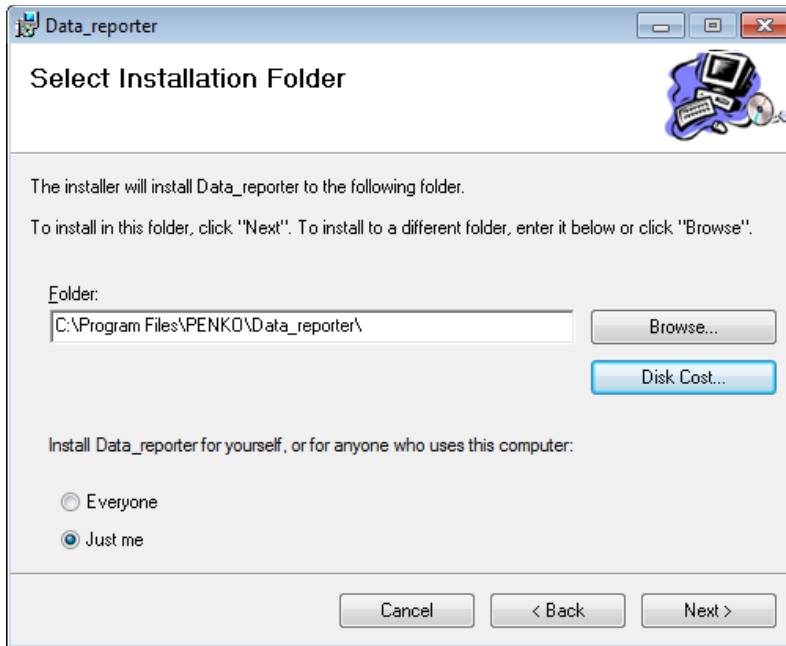 Data_reporter
Select Installation Folder
The installer will install Data_reporter to the following folder.
To install in this folder, click "Next". To install to a different folder, enter it below or click "Browse".
Folder:
C:\Program Files\PENKO\Data_reporter\
Browse...
Disk Cost...
Install Data_reporter for yourself, or for anyone who uses this computer:
Everyone
Just me
Cancel
< Back
Next >